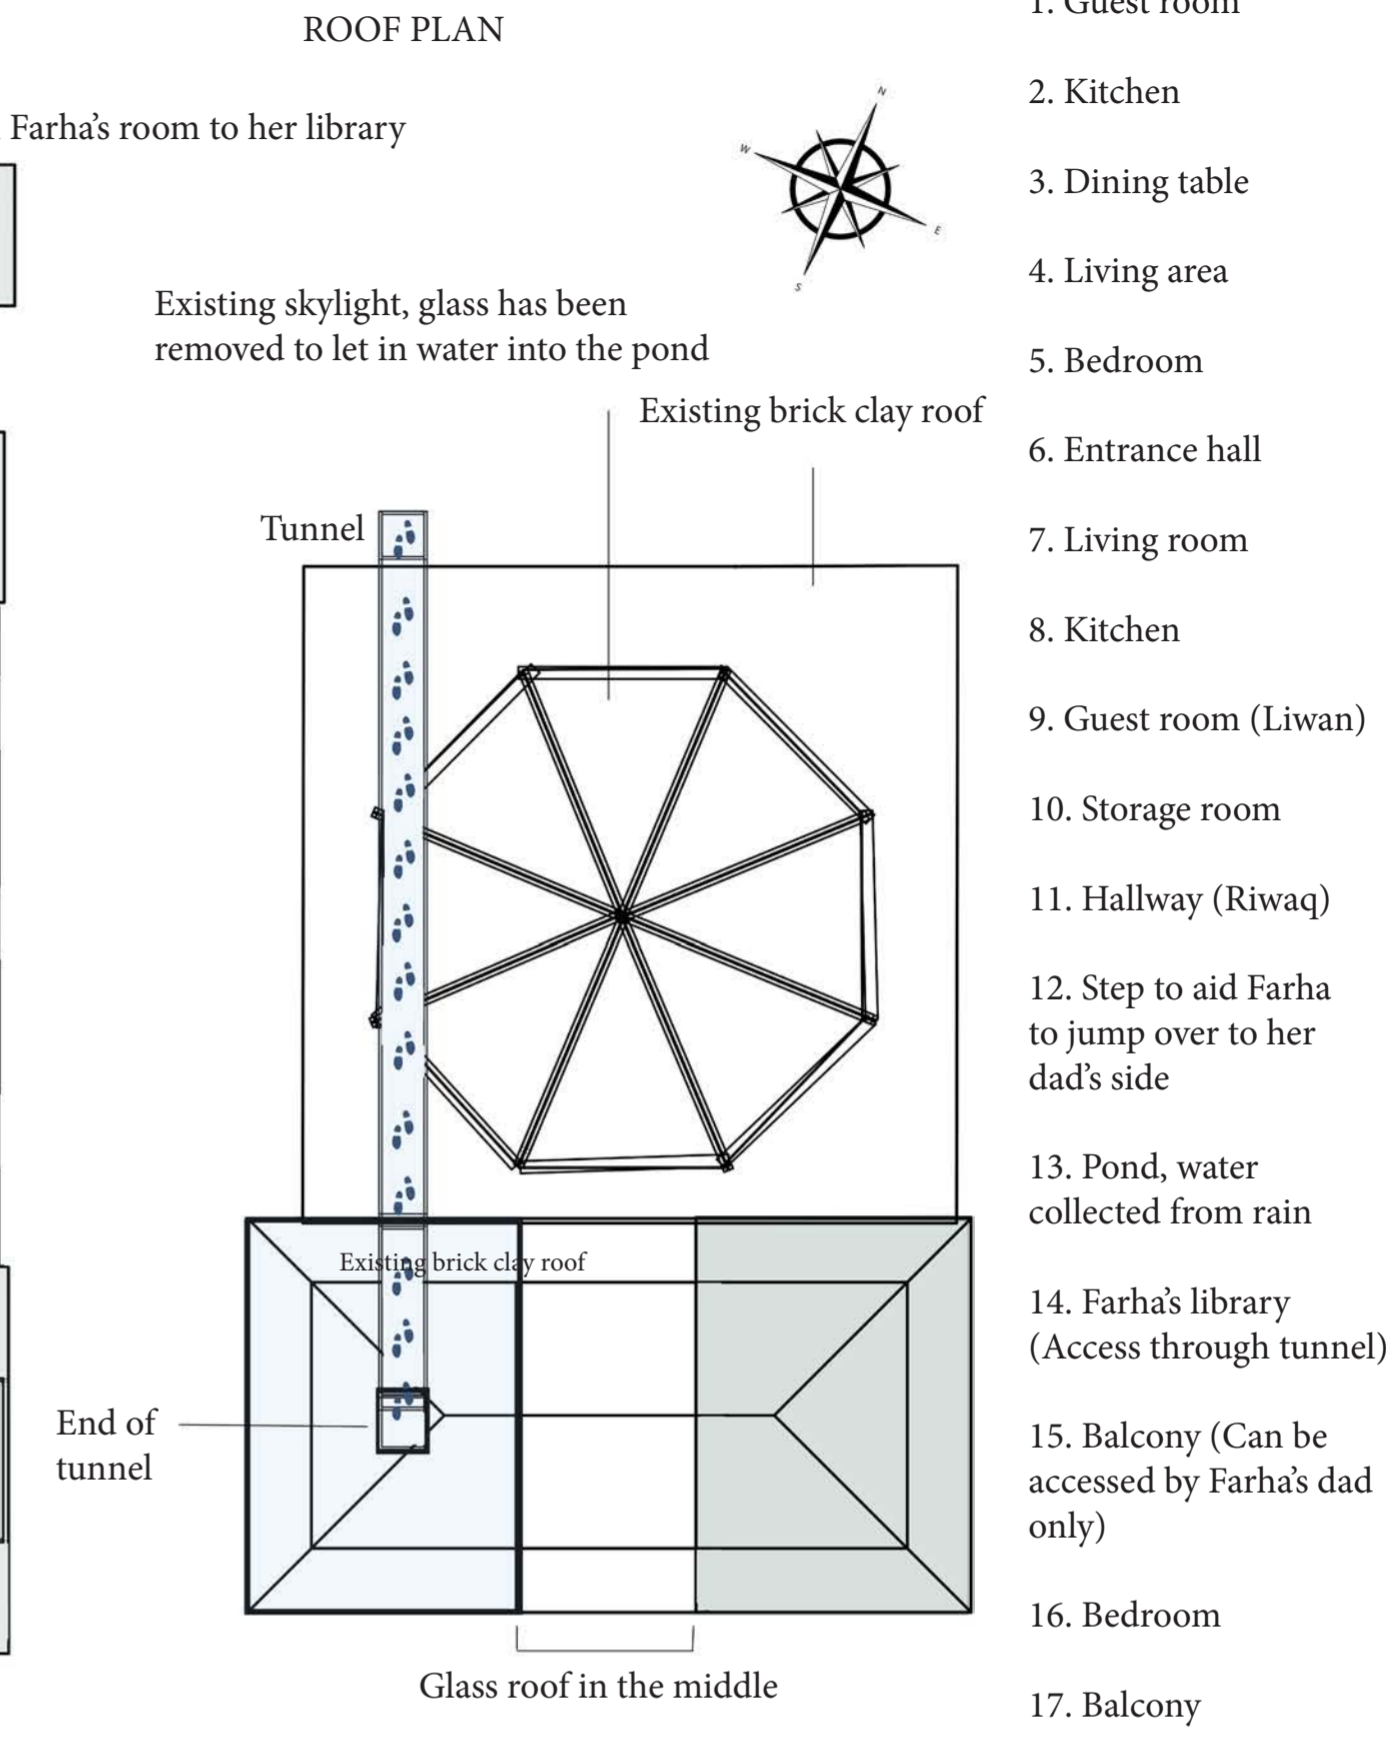 ROOF PLAN
Farha's room to her library
N
W
E
S
Existing skylight, glass has been
removed to let in water into the pond
Existing brick clay roof
Tunnel
Existing brick clay roof
End of
tunnel
Glass roof in the middle
1. Guest room
2. Kitchen
3. Dining table
4. Living area
5. Bedroom
6. Entrance hall
7. Living room
8. Kitchen
9. Guest room (Liwan)
10. Storage room
11. Hallway (Riwaq)
12. Step to aid Farha
to jump over to her
dad's side
13. Pond, water
collected from rain
14. Farha's library
(Access through tunnel)
15. Balcony (Can be
accessed by Farha's dad
only)
16. Bedroom
17. Balcony